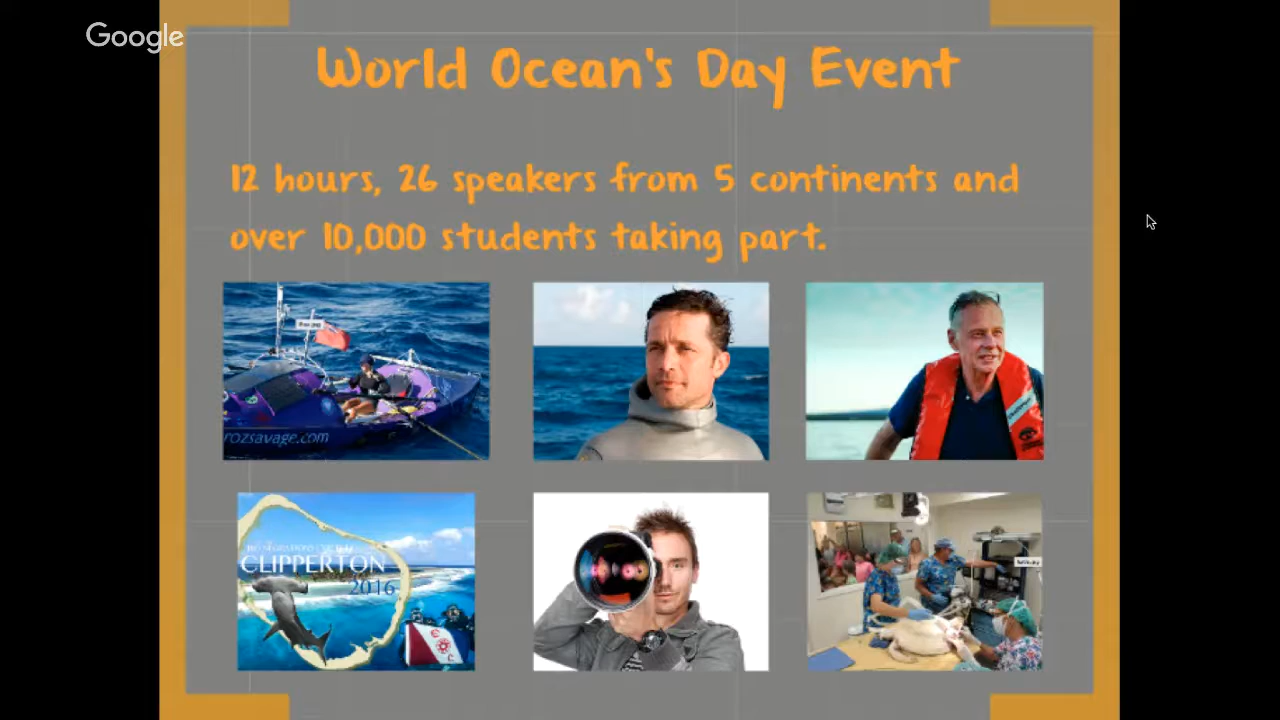 Google
World Ocean's Day Event
12 hours, 26 speakers from 5 continents and
over 10,000 students taking part.
rozsavage.com
CLIPPERTON
2016